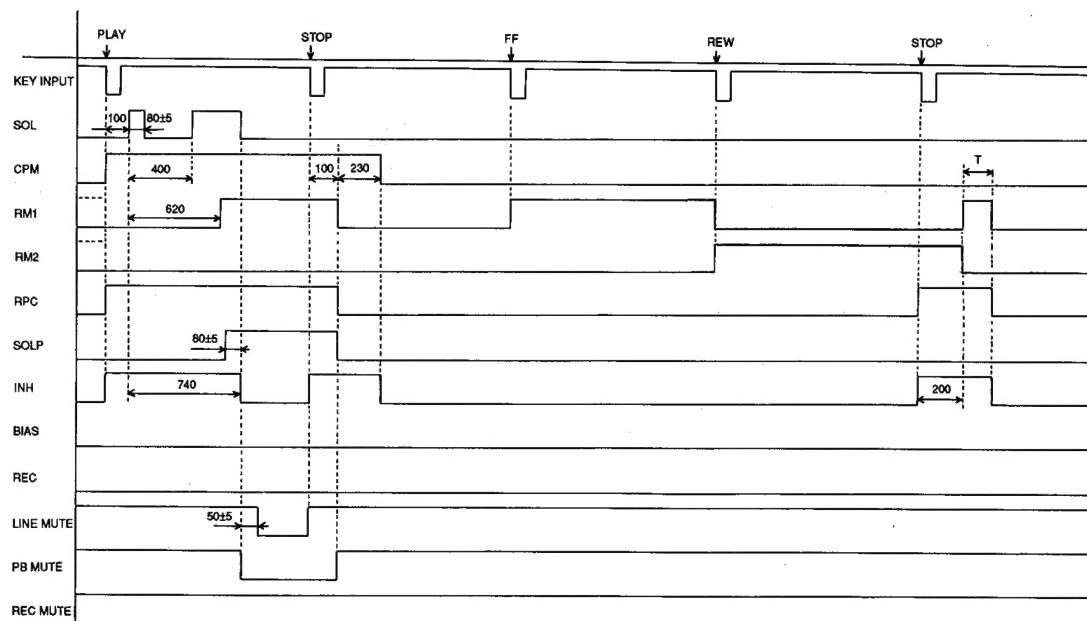 PLAY STOP FF REW STOP
KEY INPUT
SOL 100 80±5
CPM 400 100 230 T
RM1 620
RM2
RPC
SOLP 80±5
INH 740 200
BIAS
REC
LINE MUTE 50±5
PB MUTE
REC MUTE